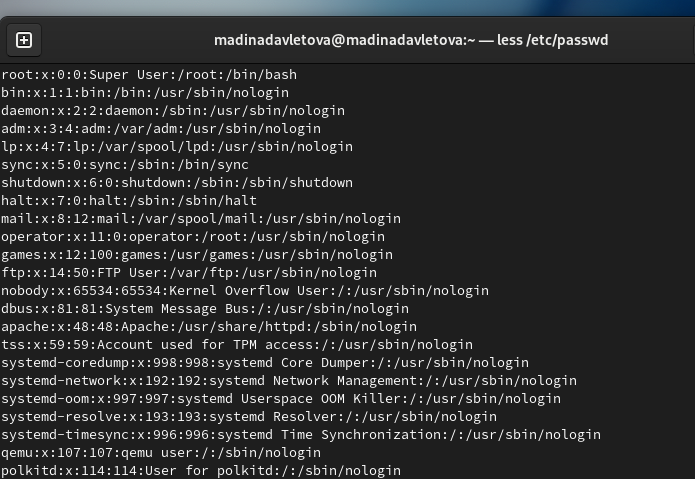 madinadavletova@madinadavletova:~ — less /etc/passwd
root:x:0:0:Super User:/root:/bin/bash
bin:x:1:1:bin:/bin:/usr/sbin/nologin
daemon:x:2:2:daemon:/sbin:/usr/sbin/nologin
adm:x:3:4:adm:/var/adm:/usr/sbin/nologin
lp:x:4:7:lp:/var/spool/lpd:/usr/sbin/nologin
sync:x:5:0:sync:/sbin:/bin/sync
shutdown:x:6:0:shutdown:/sbin:/sbin/shutdown
halt:x:7:0:halt:/sbin:/sbin/halt
mail:x:8:12:mail:/var/spool/mail:/usr/sbin/nologin
operator:x:11:0:operator:/root:/usr/sbin/nologin
games:x:12:100:games:/usr/games:/usr/sbin/nologin
ftp:x:14:50:FTP User:/var/ftp:/usr/sbin/nologin
nobody:x:65534:65534:Kernel Overflow User:/:/usr/sbin/nologin
dbus:x:81:81:System Message Bus:/:/usr/sbin/nologin
apache:x:48:48:Apache:/usr/share/httpd:/sbin/nologin
tss:x:59:59:Account used for TPM access:/:/usr/sbin/nologin
systemd-coredump:x:998:998:systemd Core Dumper:/:/usr/sbin/nologin
systemd-network:x:192:192:systemd Network Management:/:/usr/sbin/nologin
systemd-oom:x:997:997:systemd Userspace OOM Killer:/:/usr/sbin/nologin
systemd-resolve:x:193:193:systemd Resolver:/:/usr/sbin/nologin
systemd-timesync:x:996:996:systemd Time Synchronization:/:/usr/sbin/nologin
qemu:x:107:107:qemu user:/:/sbin/nologin
polkitd:x:114:114:User for polkitd:/:/sbin/nologin